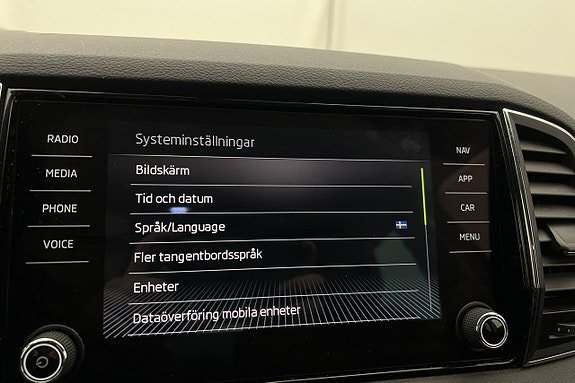 Systeminställningar
RADIO
MEDIA
PHONE
VOICE
Bildskärm
Tid och datum
Språk/Language
Fler tangentbordsspråk
Enheter
Dataöverföring mobila enheter
NAV
APP
CAR
MENU